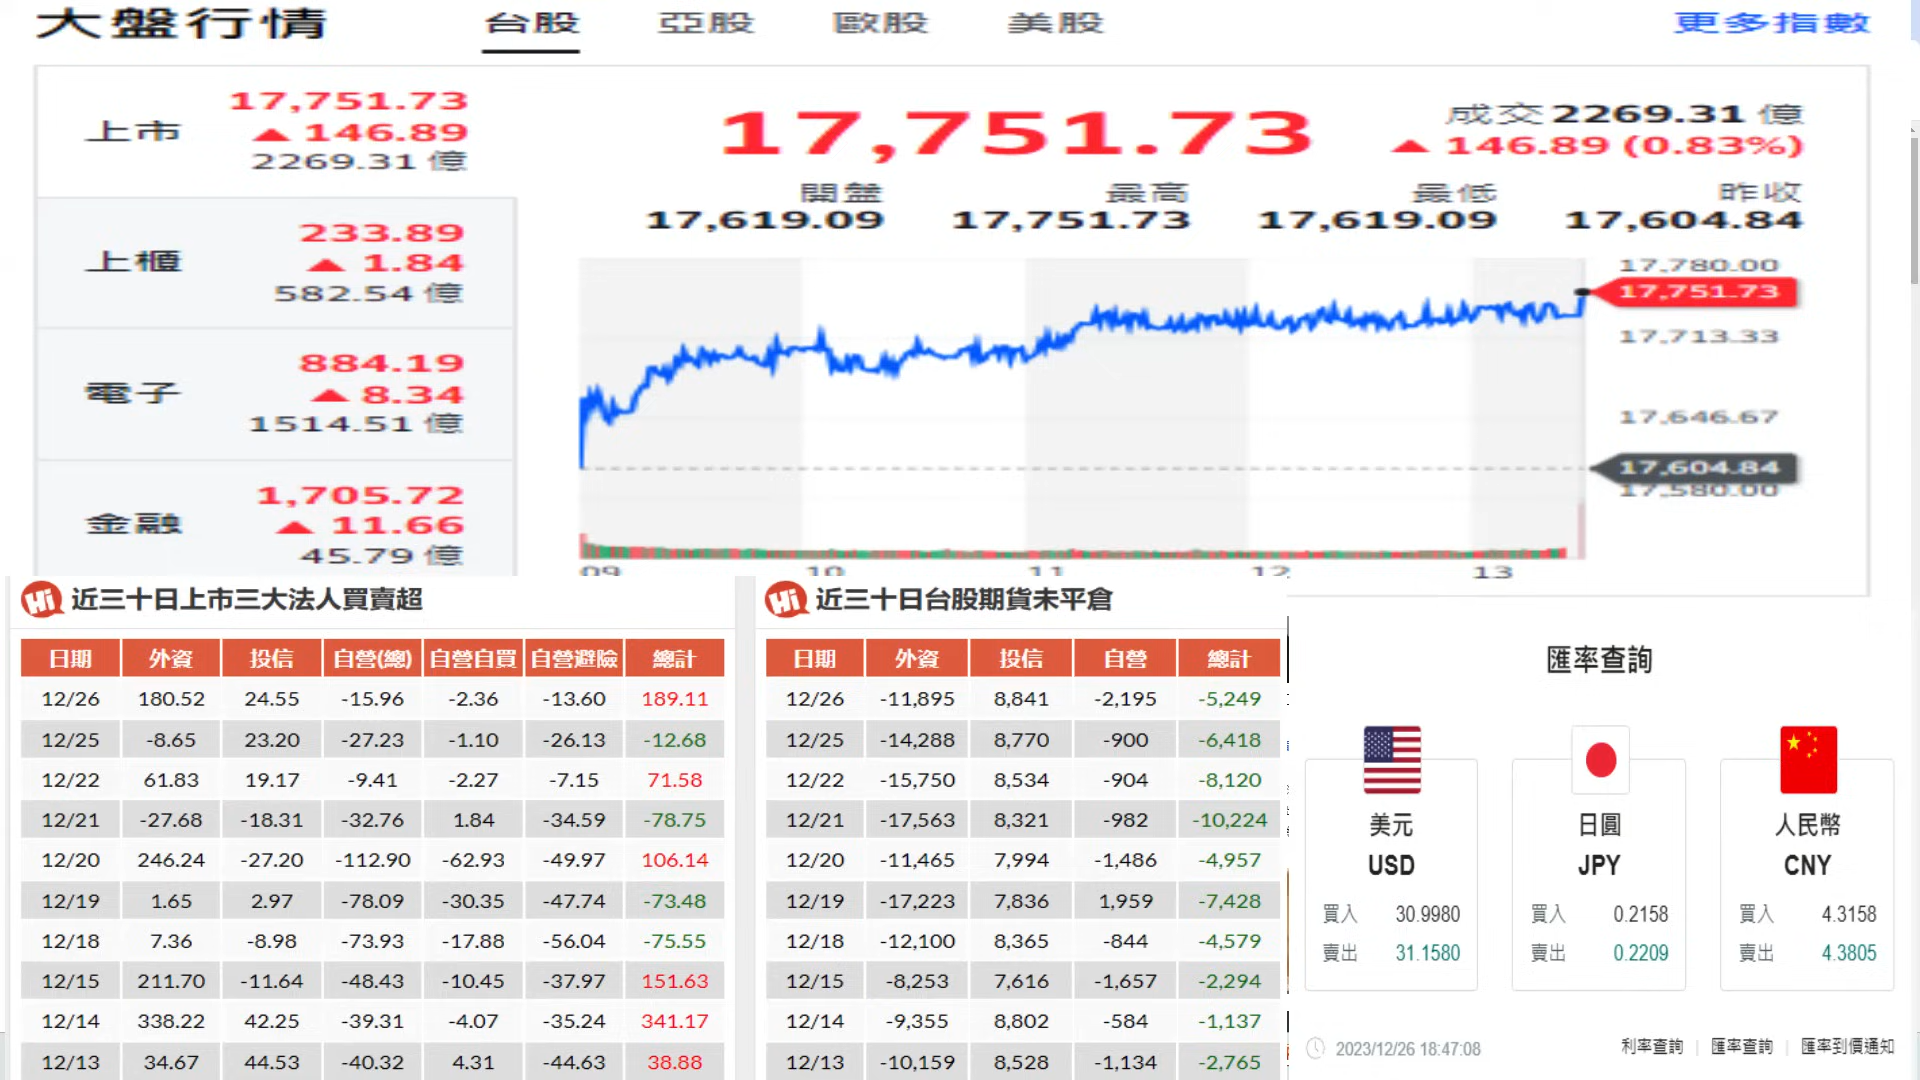 大盤行情 台股 亞股 歐股 美股 更多指數
上市 17,751.73 ▲ 146.89 2269.31 億
上櫃 233.89 ▲ 1.84 582.54 億
電子 884.19 ▲ 8.34 1514.51 億
金融 1,705.72 ▲ 11.66 45.79 億
17,751.73
成交 2269.31 億
▲ 146.89 (0.83%)
開盤 最高 最低 昨收
17,619.09 17,751.73 17,619.09 17,604.84
17,780.00
17,751.73
17,713.33
17,646.67
17,604.84
17,580.00
09 10 11 12 13
Hi 近三十日上市三大法人買賣超
日期 外資 投信 自營(總) 自營自買 自營避險 總計
12/26 180.52 24.55 -15.96 -2.36 -13.60 189.11
12/25 -8.65 23.20 -27.23 -1.10 -26.13 -12.68
12/22 61.83 19.17 -9.41 -2.27 -7.15 71.58
12/21 -27.68 -18.31 -32.76 1.84 -34.59 -78.75
12/20 246.24 -27.20 -112.90 -62.93 -49.97 106.14
12/19 1.65 2.97 -78.09 -30.35 -47.74 -73.48
12/18 7.36 -8.98 -73.93 -17.88 -56.04 -75.55
12/15 211.70 -11.64 -48.43 -10.45 -37.97 151.63
12/14 338.22 42.25 -39.31 -4.07 -35.24 341.17
12/13 34.67 44.53 -40.32 4.31 -44.63 38.88
Hi 近三十日台股期貨未平倉
日期 外資 投信 自營 總計
12/26 -11,895 8,841 -2,195 -5,249
12/25 -14,288 8,770 -900 -6,418
12/22 -15,750 8,534 -904 -8,120
12/21 -17,563 8,321 -982 -10,224
12/20 -11,465 7,994 -1,486 -4,957
12/19 -17,223 7,836 1,959 -7,428
12/18 -12,100 8,365 -844 -4,579
12/15 -8,253 7,616 -1,657 -2,294
12/14 -9,355 8,802 -584 -1,137
12/13 -10,159 8,528 -1,134 -2,765
匯率查詢
美元 日圓 人民幣
USD JPY CNY
買入 30.9980 買入 0.2158 買入 4.3158
賣出 31.1580 賣出 0.2209 賣出 4.3805
2023/12/26 18:47:08 利率查詢 | 匯率查詢 | 匯率到價通知